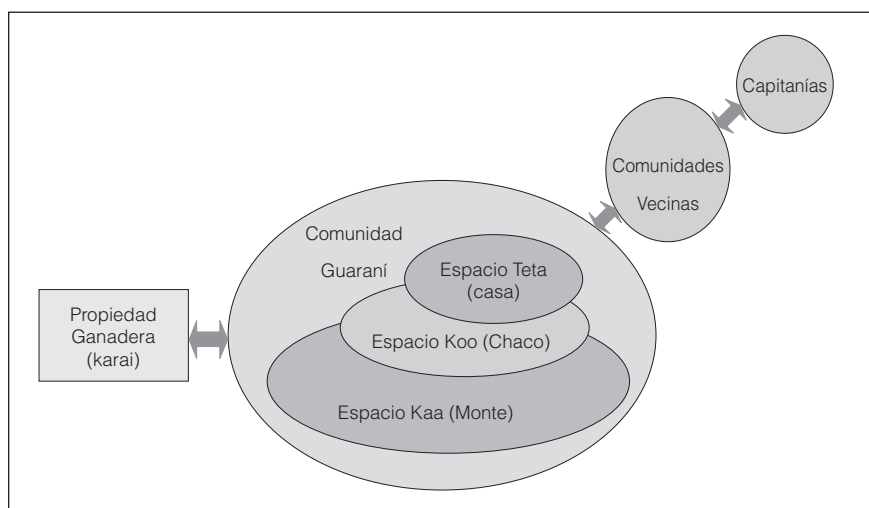 Capitanías
Comunidades
Vecinas
Comunidad
Guaraní
Espacio Teta
(casa)
Espacio Koo (Chaco)
Espacio Kaa (Monte)
Propiedad
Ganadera
(karai)